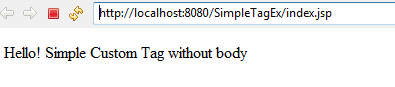 http://localhost:8080/SimpleTagEx/index.jsp
Hello! Simple Custom Tag without body